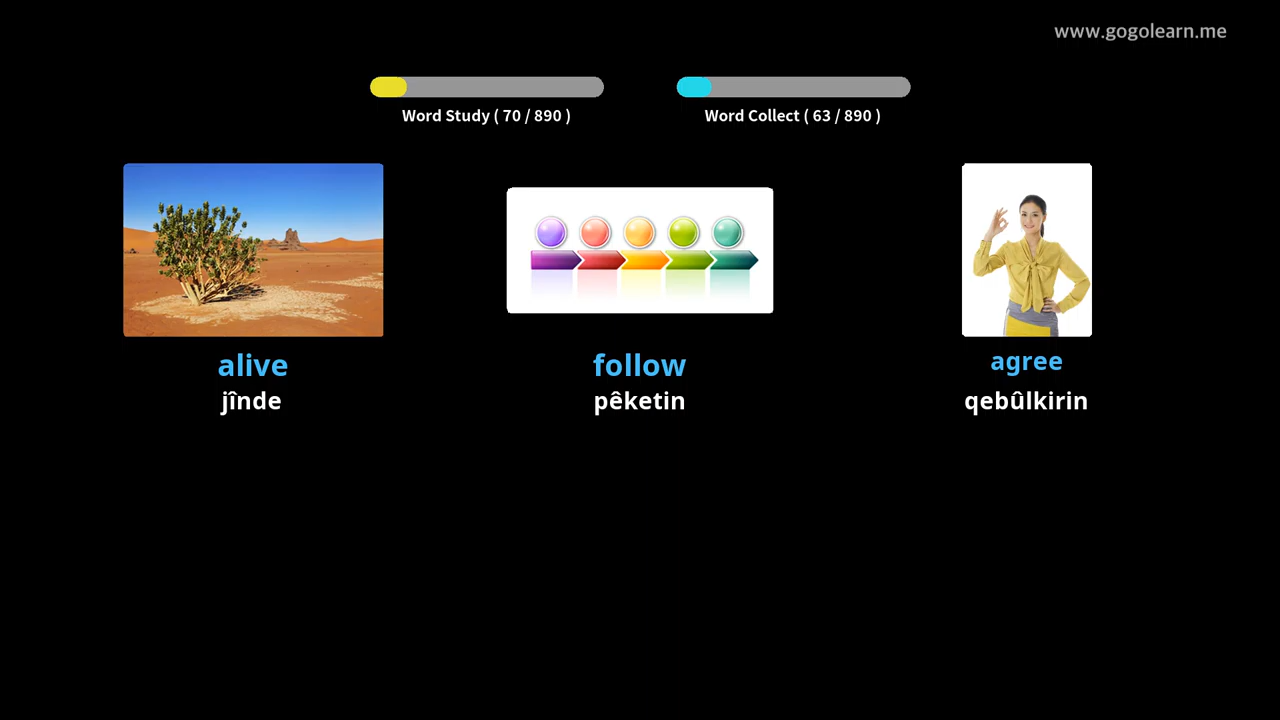 www.gogolearn.me
Word Study ( 70 / 890 )
Word Collect ( 63 / 890 )
alive
follow
agree
jînde
pêketin
qebûlkirin